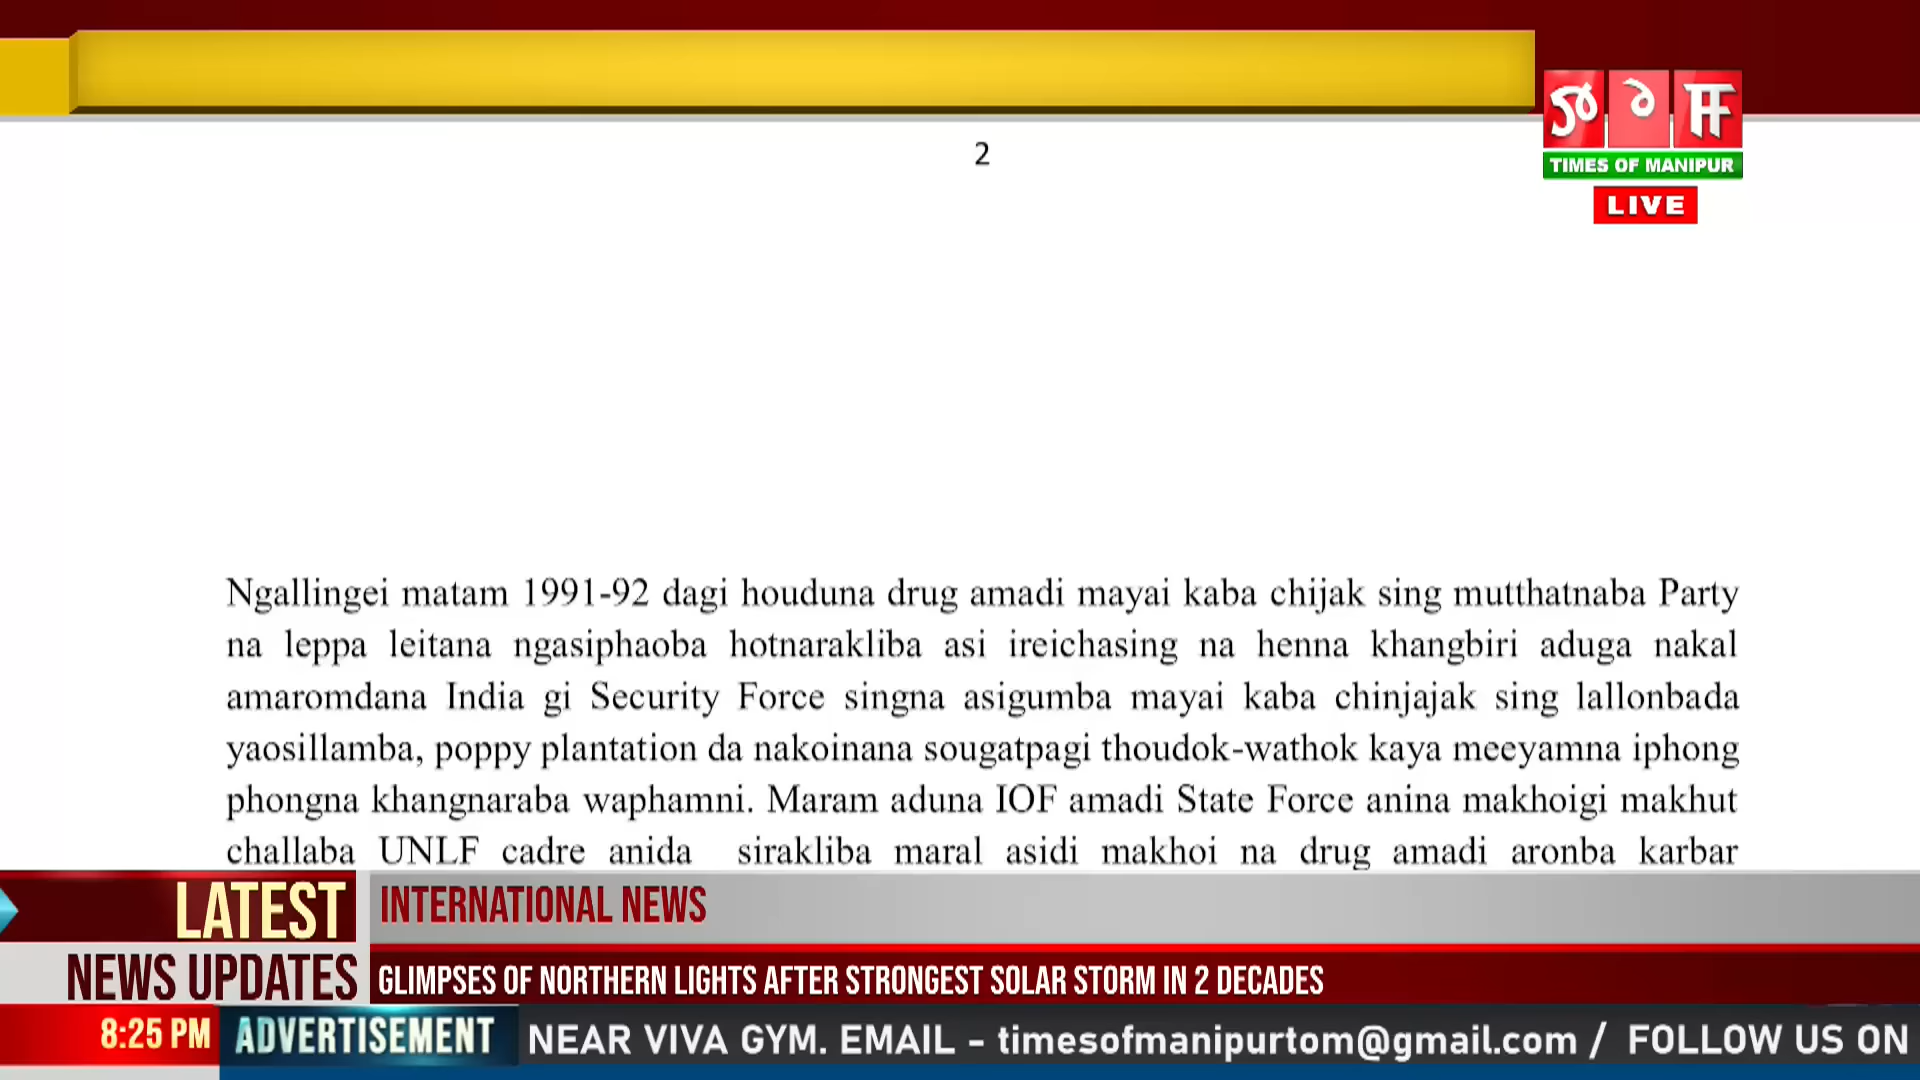 2
TIMES OF MANIPUR
LIVE
Ngallingei matam 1991-92 dagi houduna drug amadi mayai kaba chijak sing mutthatnaba Party
na leppa leitana ngasiphaoba hotnarakliba asi ireichasing na henna khangbiri aduga nakal
amaromdana India gi Security Force singna asigumba mayai kaba chinjajak sing lallonbada
yaosillamba, poppy plantation da nakoinana sougatpagi thoudok-wathok kaya meeyamna iphong
phongna khangnaraba waphamni. Maram aduna IOF amadi State Force anina makhoigi makhut
challaba UNLF cadre anida sirakliba maral asidi makhoi na drug amadi aronba karbar
LATEST
NEWS UPDATES
INTERNATIONAL NEWS
GLIMPSES OF NORTHERN LIGHTS AFTER STRONGEST SOLAR STORM IN 2 DECADES
8:25 PM
ADVERTISEMENT
NEAR VIVA GYM. EMAIL – timesofmanipurtom@gmail.com / FOLLOW US ON